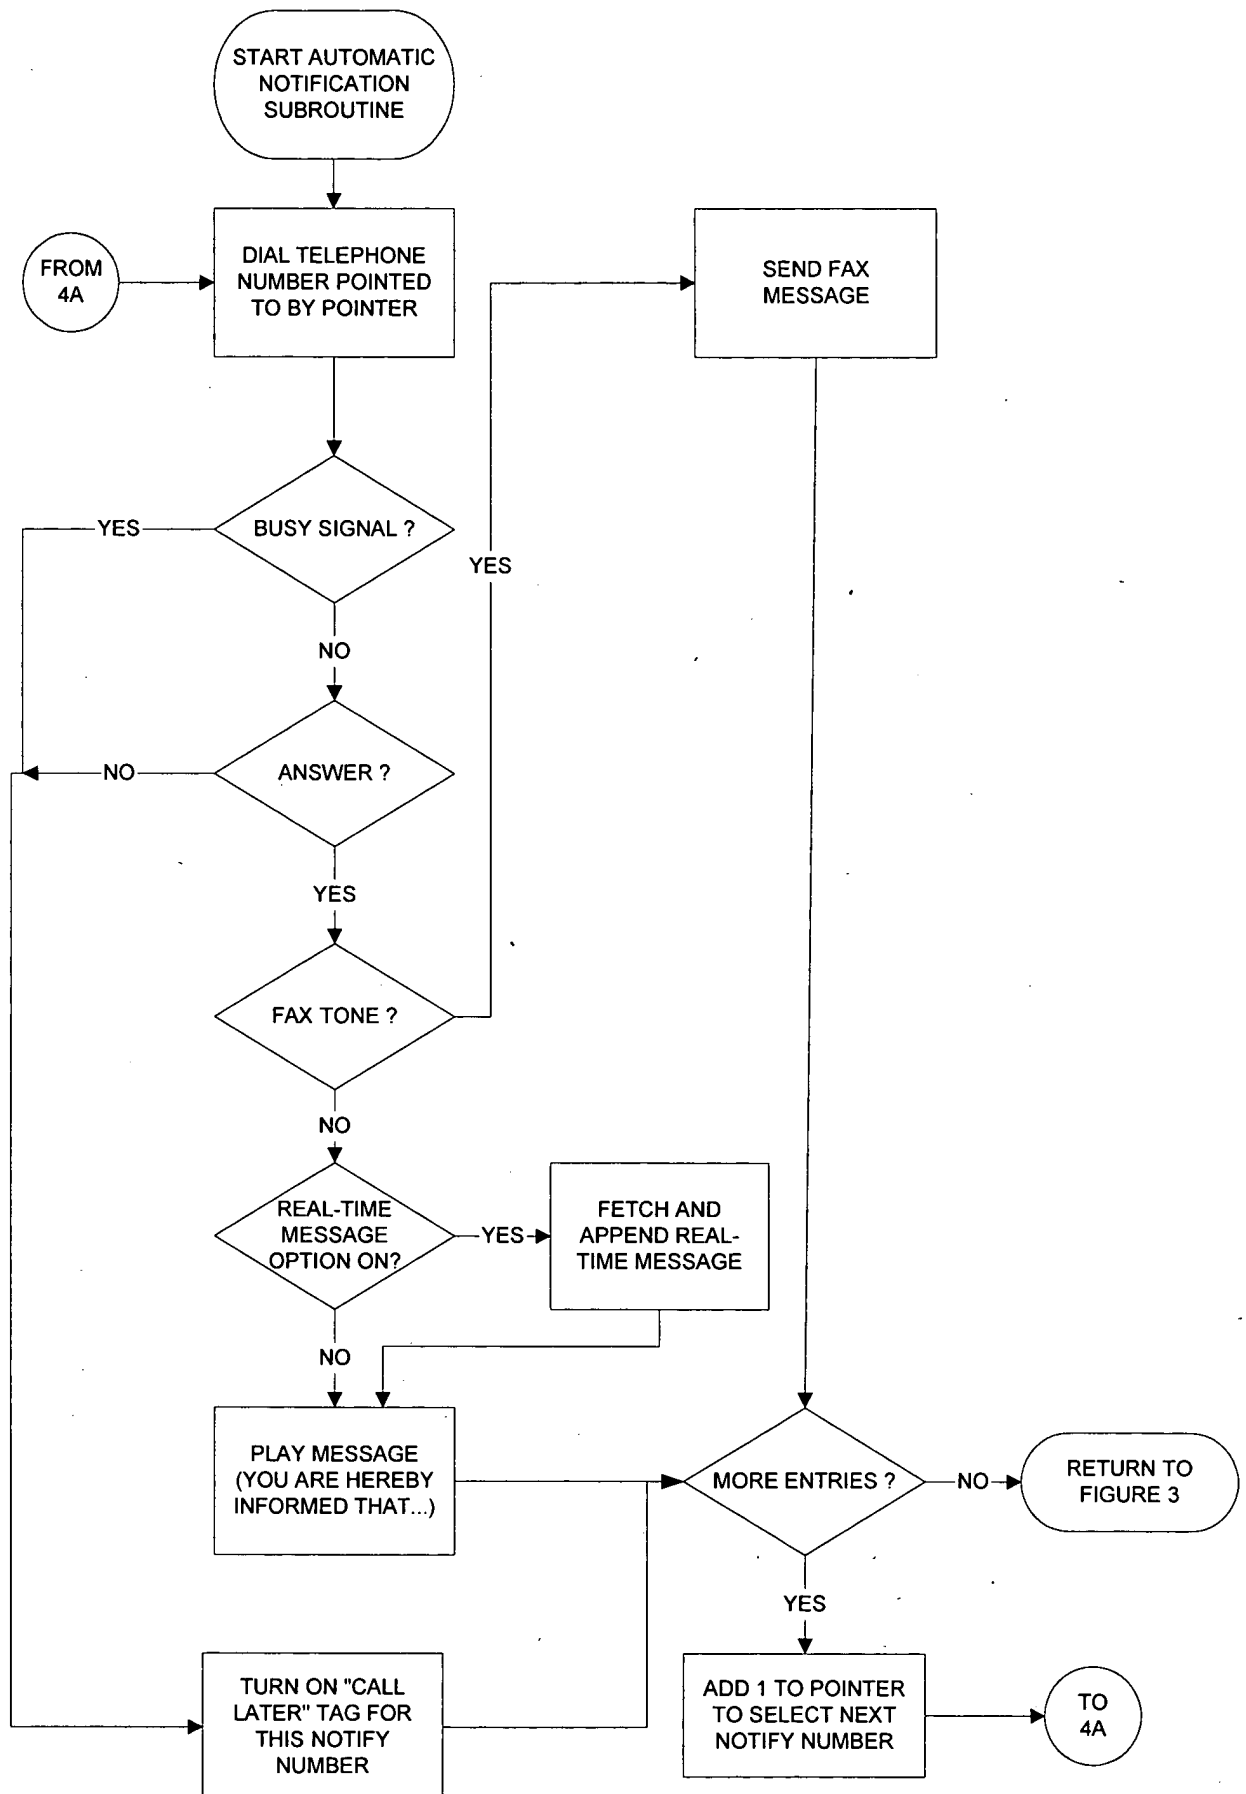 START AUTOMATIC
NOTIFICATION
SUBROUTINE
FROM
4A
DIAL TELEPHONE
NUMBER POINTED
TO BY POINTER
SEND FAX
MESSAGE
YES
BUSY SIGNAL ?
YES
NO
NO
ANSWER ?
YES
FAX TONE ?
NO
REAL-TIME
MESSAGE
OPTION ON?
YES
FETCH AND
APPEND REAL-
TIME MESSAGE
NO
PLAY MESSAGE
(YOU ARE HEREBY
INFORMED THAT...)
MORE ENTRIES ?
NO
RETURN TO
FIGURE 3
YES
TURN ON "CALL
LATER" TAG FOR
THIS NOTIFY
NUMBER
ADD 1 TO POINTER
TO SELECT NEXT
NOTIFY NUMBER
TO
4A